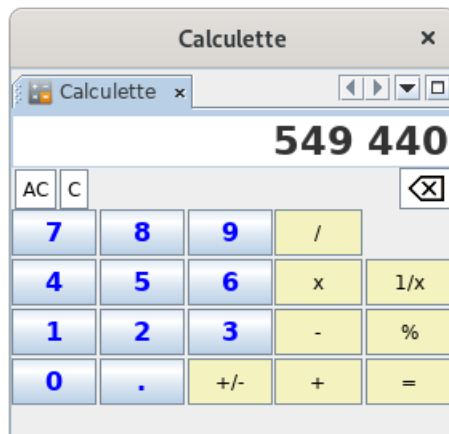 Calculette ×
Calculette ×
549 440
AC C
7 8 9 /
4 5 6 x 1/x
1 2 3 - %
0 . +/- + =